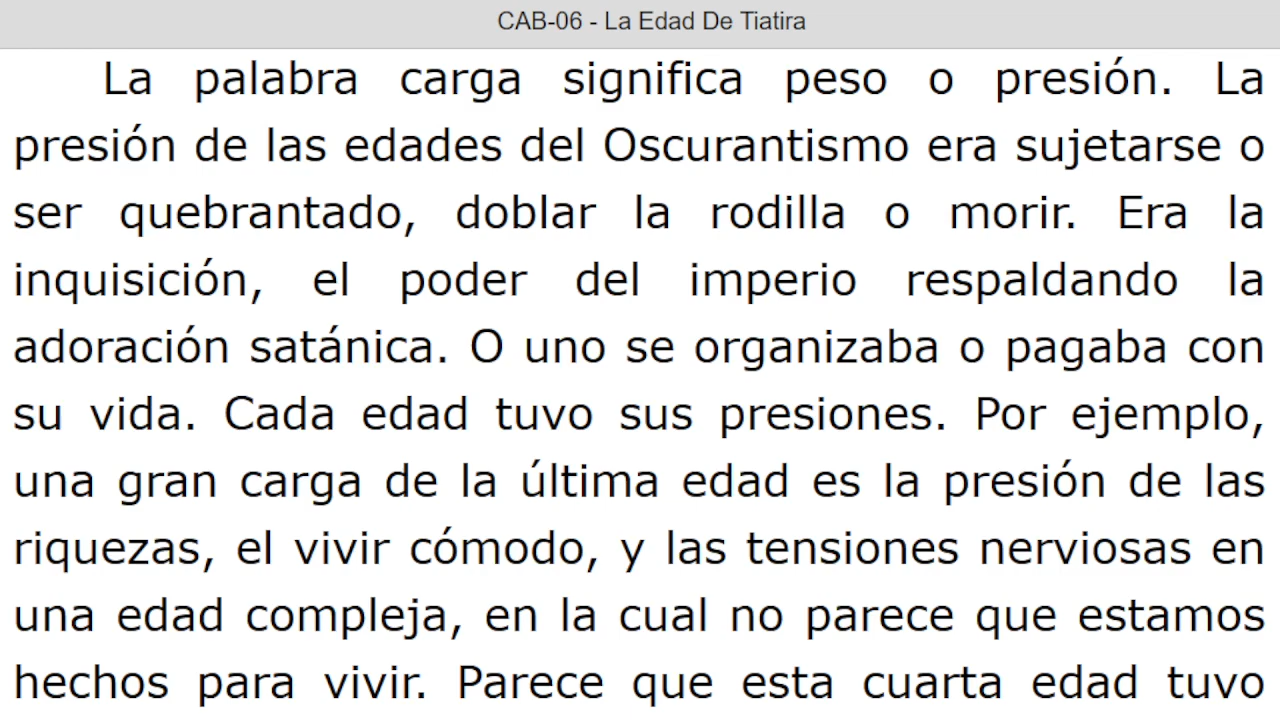 CAB-06 - La Edad De Tiatira
La palabra carga significa peso o presión. La
presión de las edades del Oscurantismo era sujetarse o
ser quebrantado, doblar la rodilla o morir. Era la
inquisición, el poder del imperio respaldando la
adoración satánica. O uno se organizaba o pagaba con
su vida. Cada edad tuvo sus presiones. Por ejemplo,
una gran carga de la última edad es la presión de las
riquezas, el vivir cómodo, y las tensiones nerviosas en
una edad compleja, en la cual no parece que estamos
hechos para vivir. Parece que esta cuarta edad tuvo